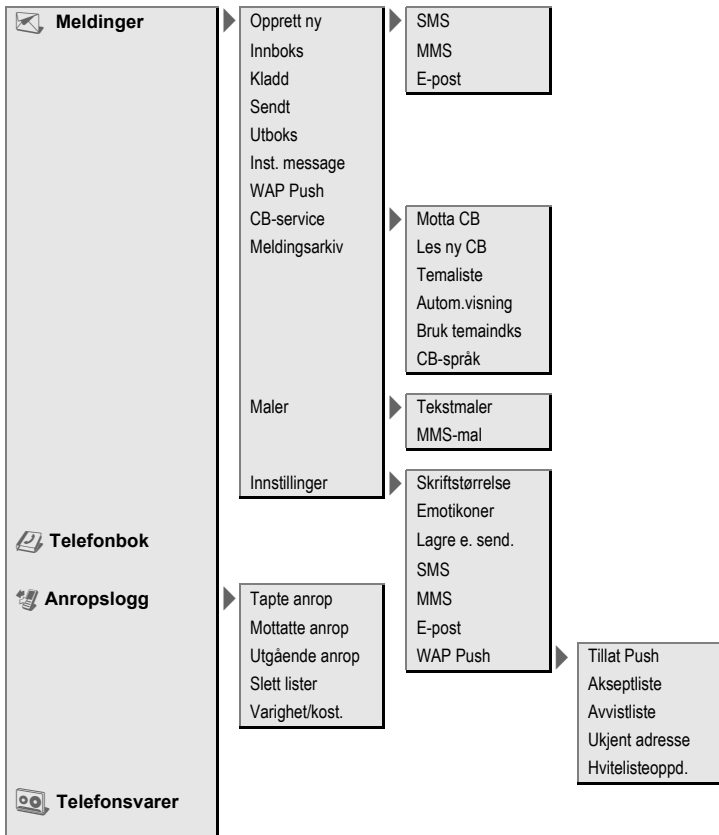 Meldinger
Opprett ny
Innboks
Kladd
Sendt
Utboks
Inst. message
WAP Push
CB-service
Meldingsarkiv
Maler
Innstillinger
SMS
MMS
E-post
Motta CB
Les ny CB
Temaliste
Autom.visning
Bruk temaindks
CB-språk
Tekstmaler
MMS-mal
Skriftstørrelse
Emotikoner
Lagre e. send.
SMS
MMS
E-post
WAP Push
Tillat Push
Akseptliste
Avvistliste
Ukjent adresse
Hvitelisteoppd.
Telefonbok
Anropslogg
Tapte anrop
Mottatte anrop
Utgående anrop
Slett lister
Varighet/kost.
Telefonsvarer